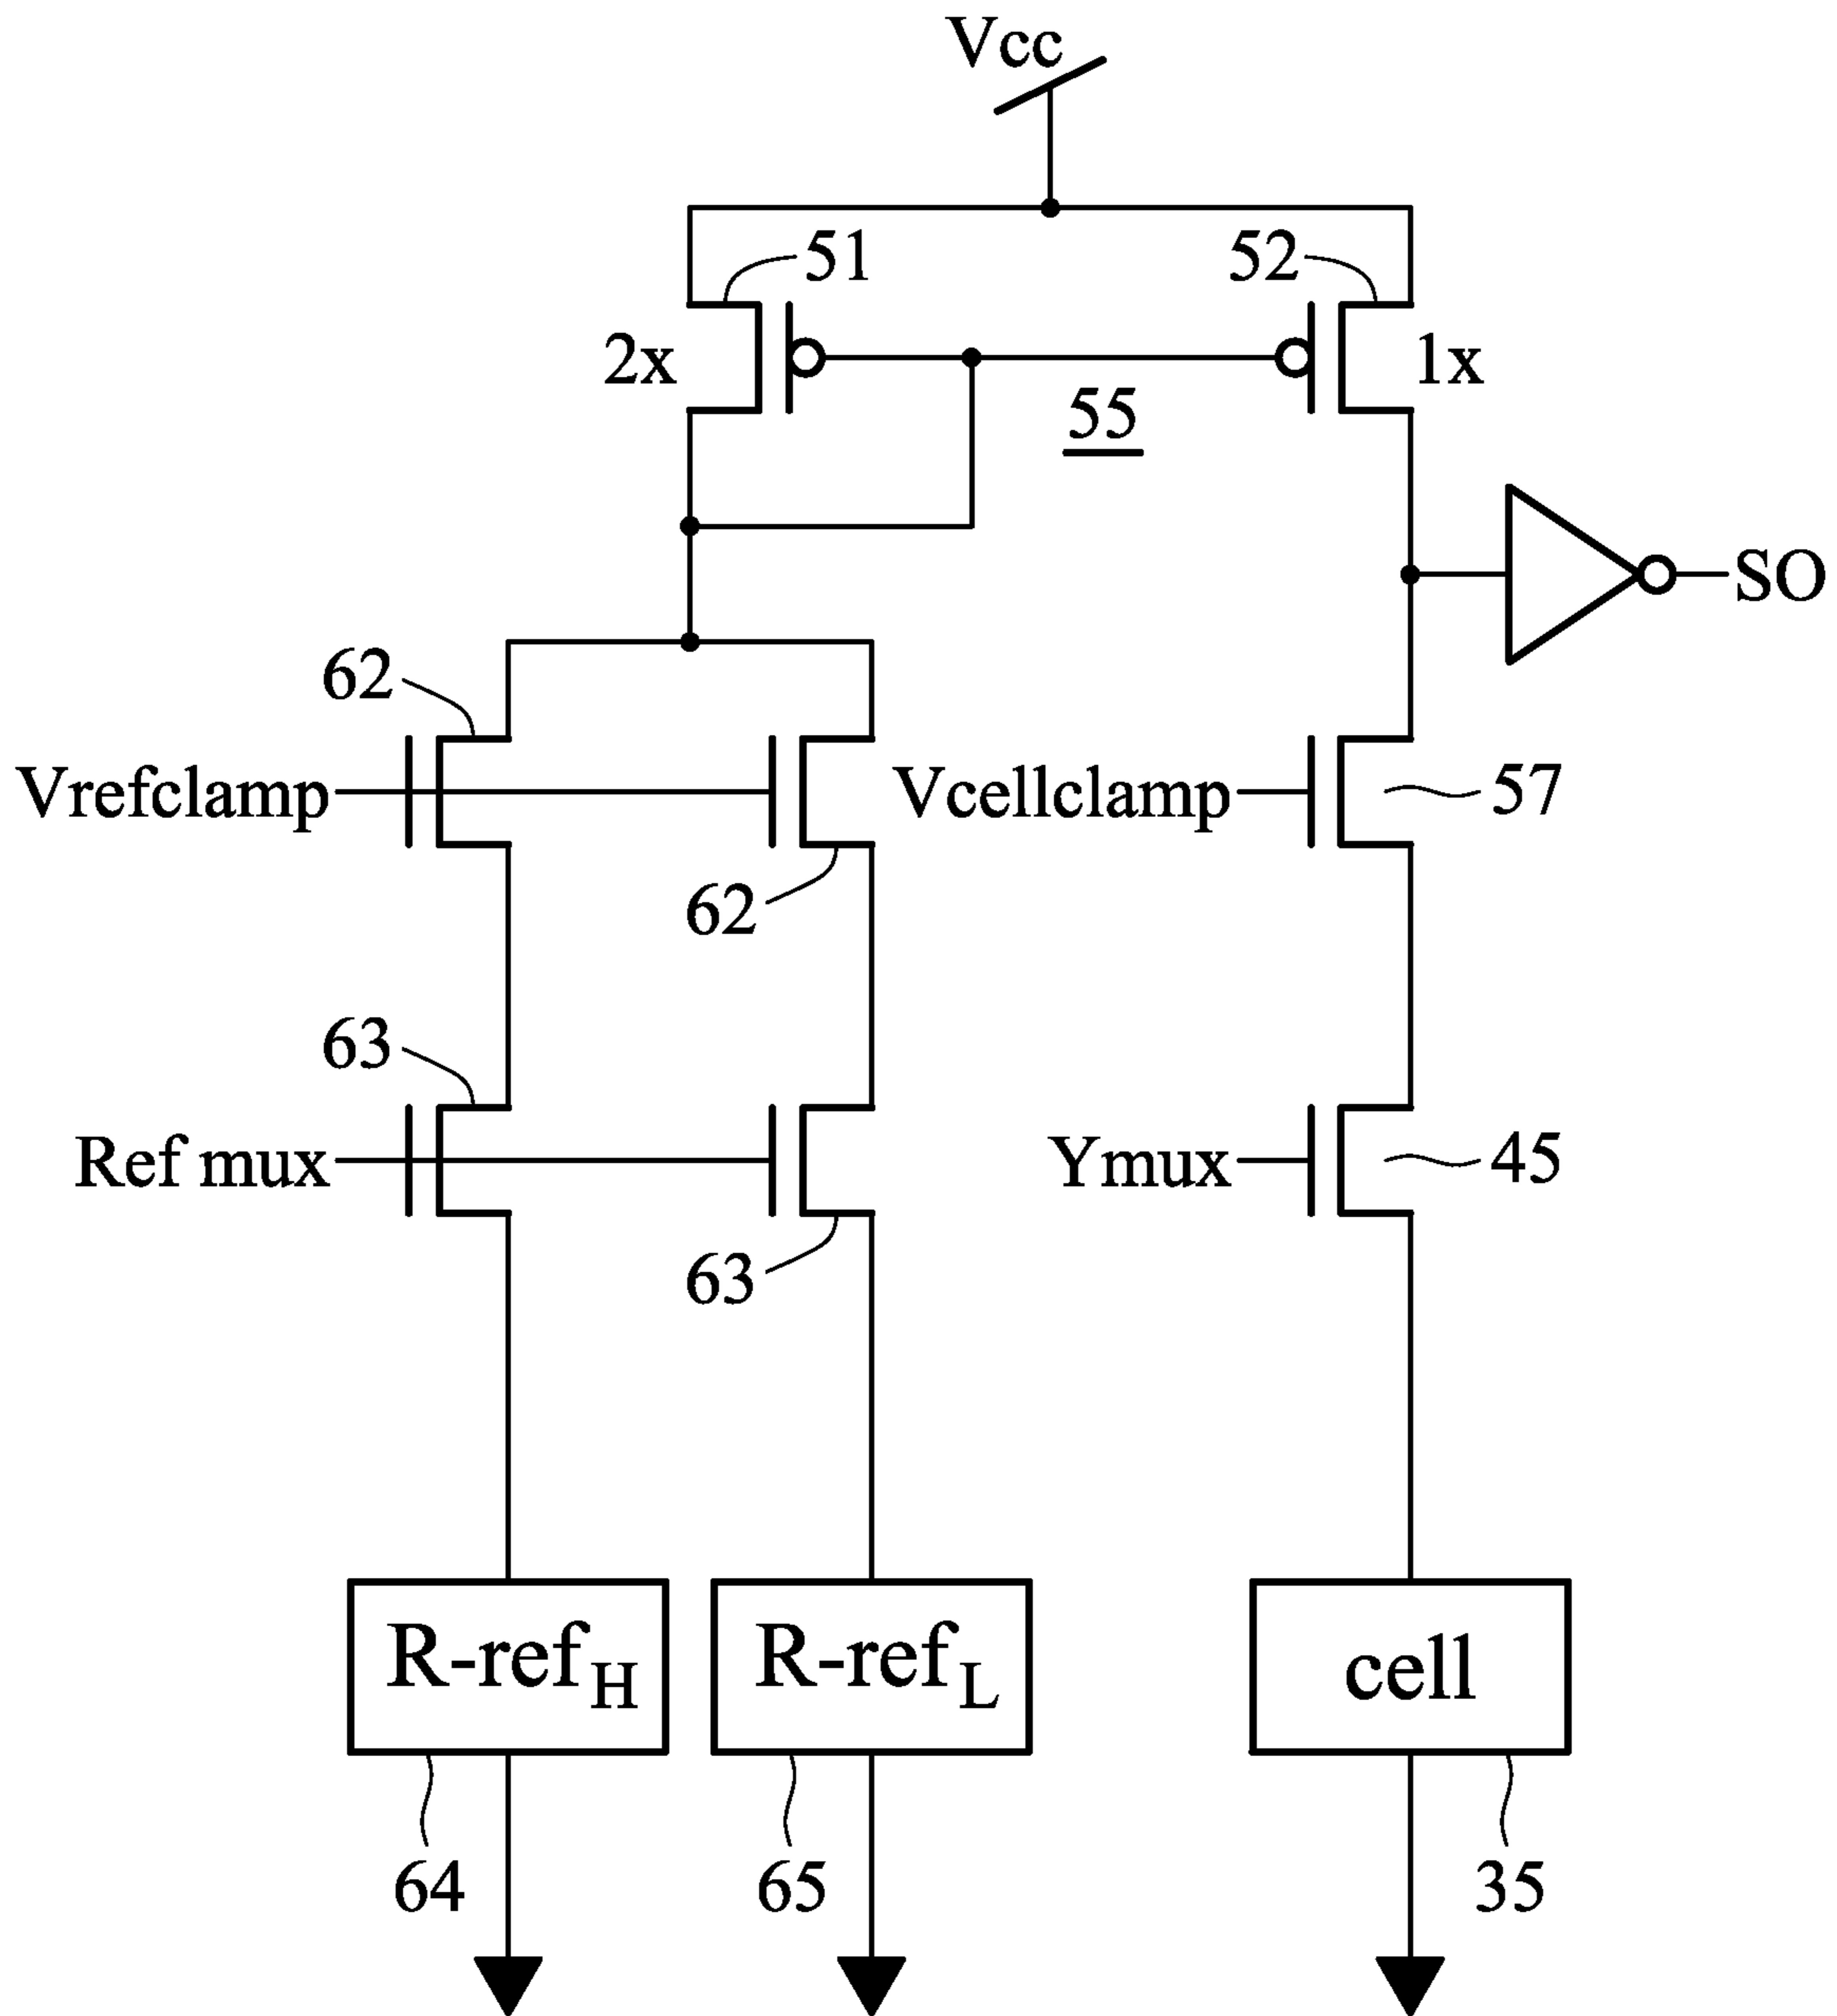 Vcc
51
52
2x
1x
55
SO
62
Vrefclamp
Vcellclamp
57
62
63
Ref mux
Ymux
45
63
R-refH
R-refL
cell
64
65
35